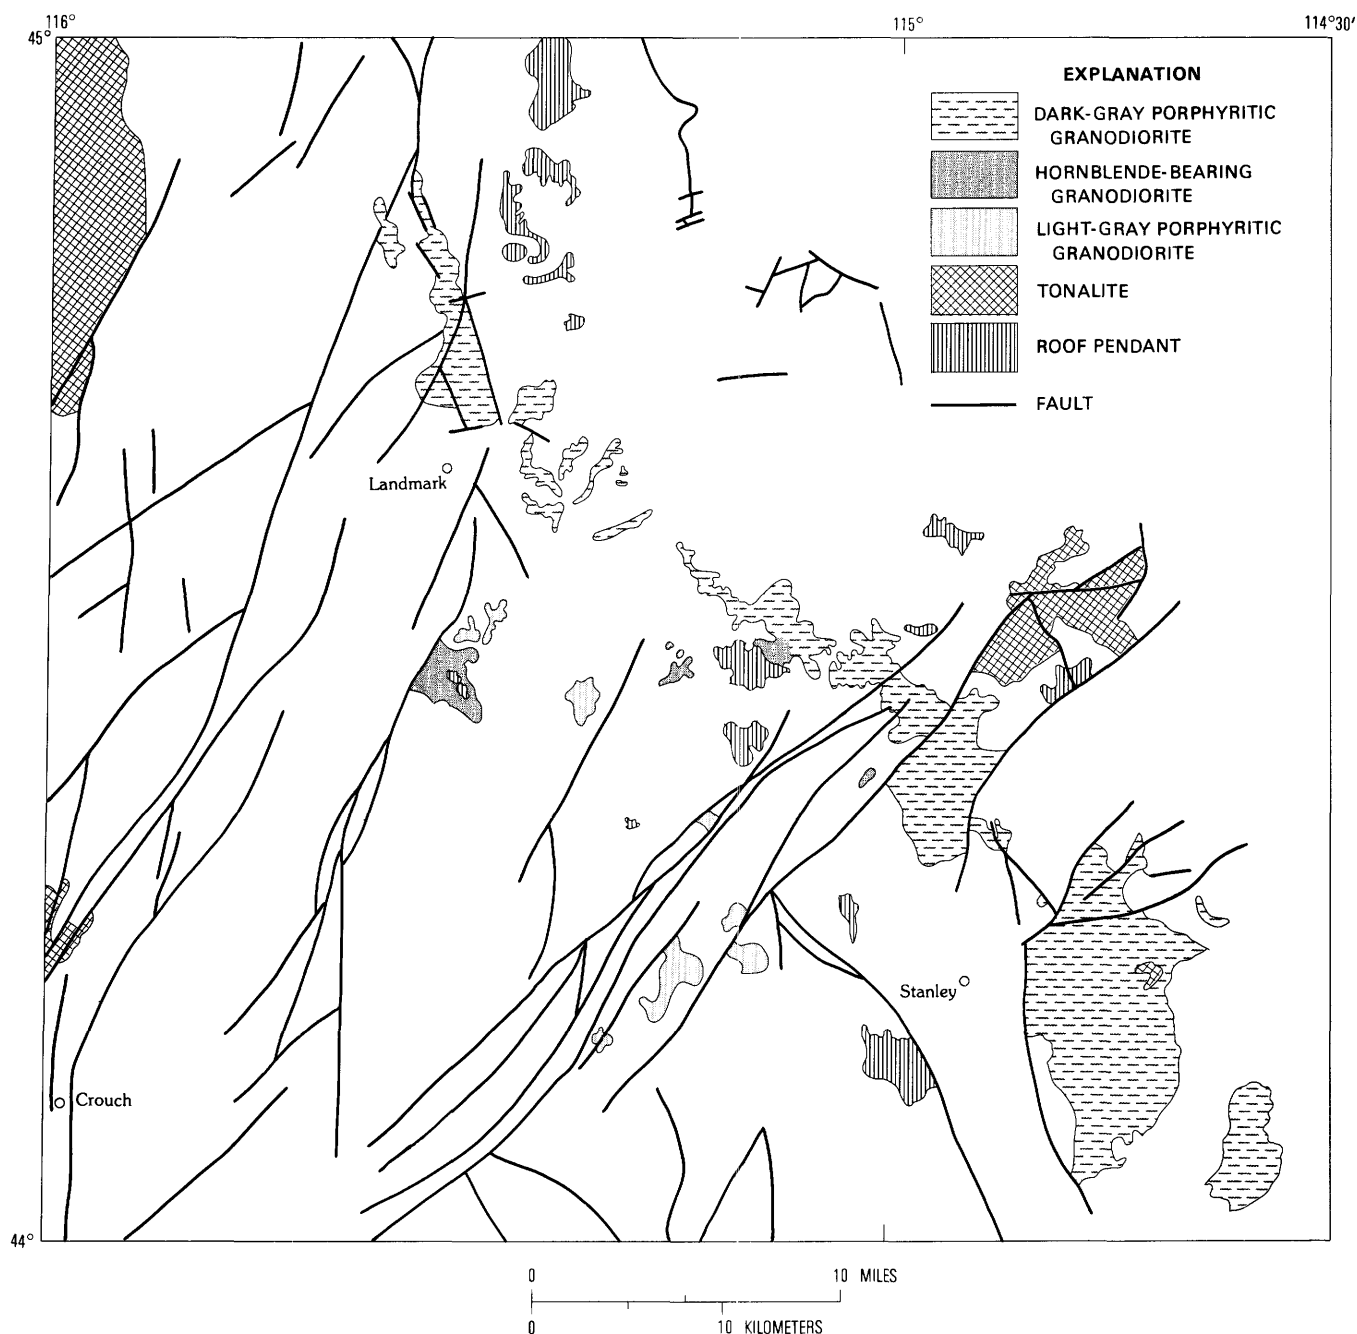 116°
115°
114°30′
45°
EXPLANATION
DARK-GRAY PORPHYRITIC
GRANODIORITE
HORNBLENDE-BEARING
GRANODIORITE
LIGHT-GRAY PORPHYRITIC
GRANODIORITE
TONALITE
ROOF PENDANT
FAULT
Landmark
Stanley
Crouch
44°
0 10 MILES
0 10 KILOMETERS